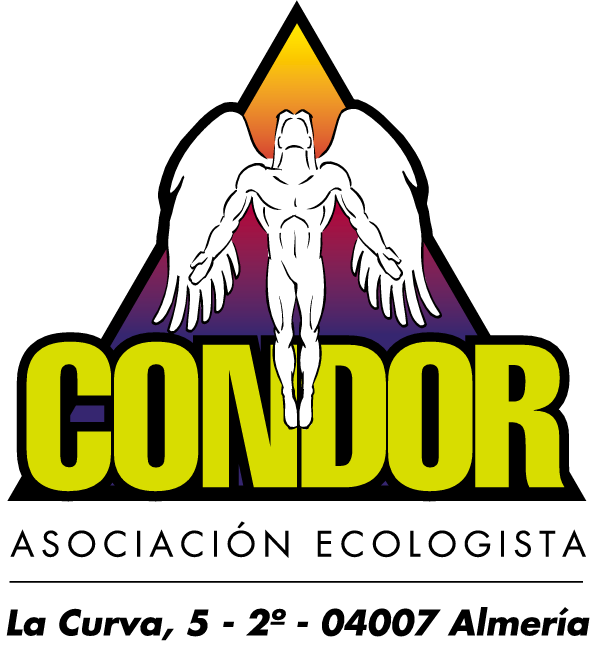 CONDOR
ASOCIACIÓN ECOLOGISTA
La Curva, 5 - 2º - 04007 Almería